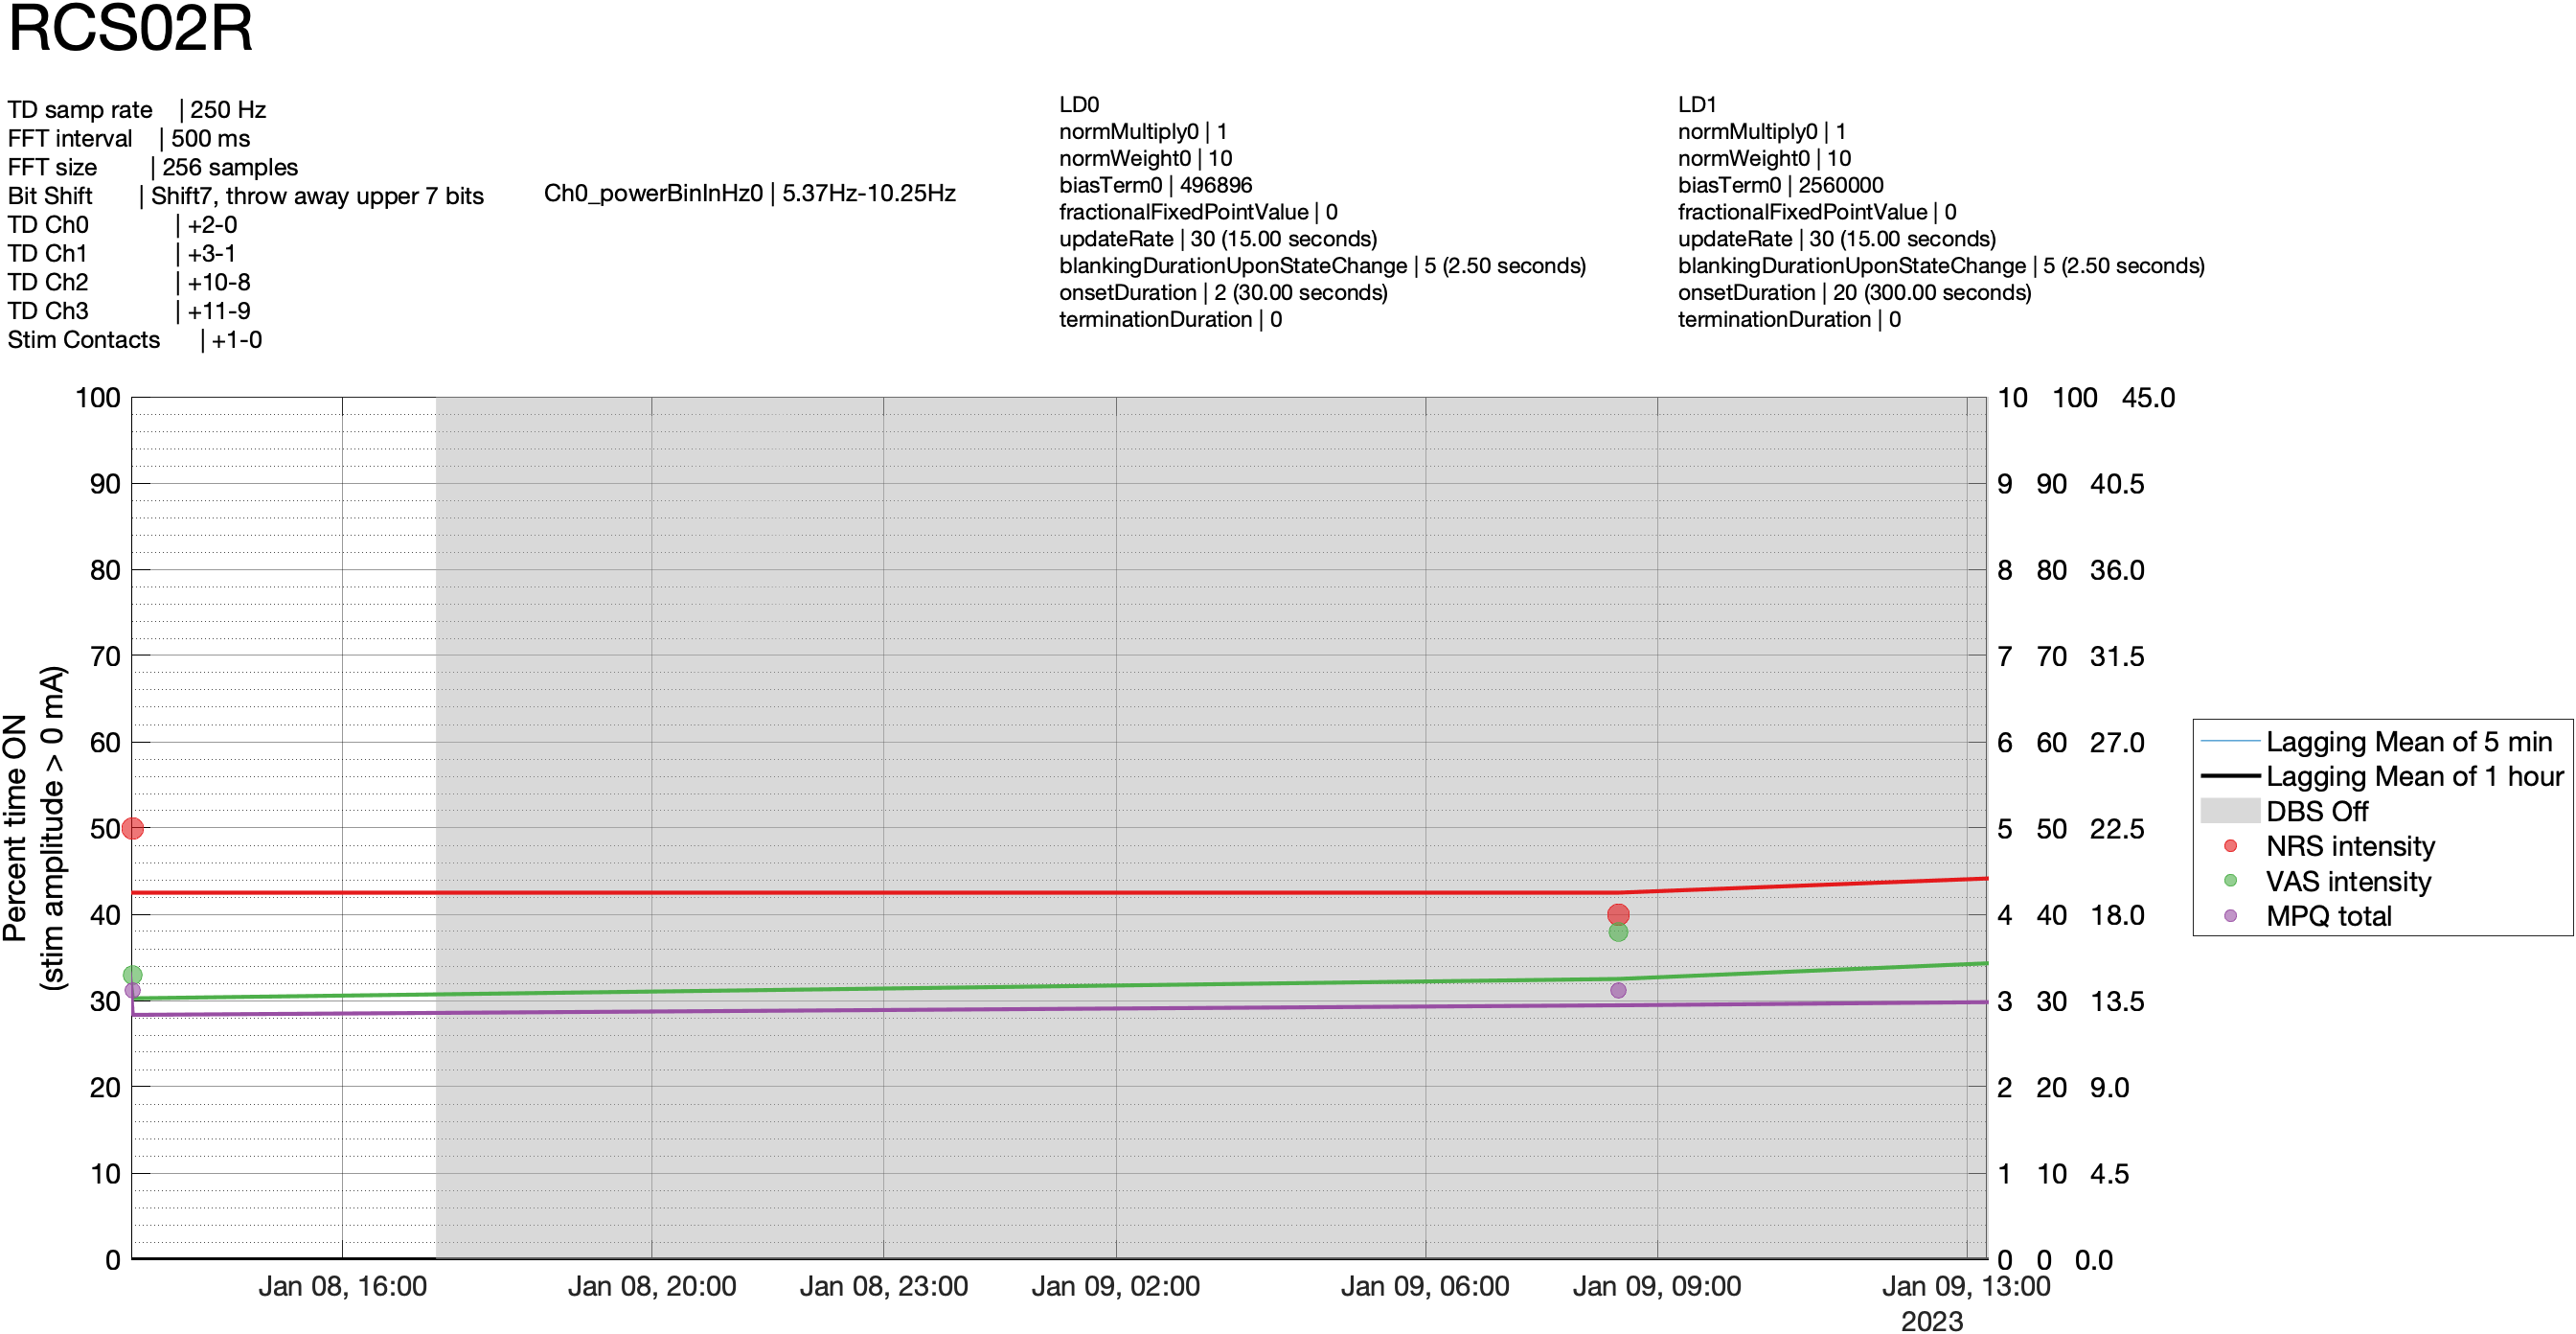 RCS02R
TD samp rate | 250 Hz
FFT interval | 500 ms
FFT size | 256 samples
Bit Shift | Shift7, throw away upper 7 bits
TD Ch0 | +2-0
TD Ch1 | +3-1
TD Ch2 | +10-8
TD Ch3 | +11-9
Stim Contacts | +1-0
Ch0_powerBinInHz0 | 5.37Hz-10.25Hz
LD0
normMultiply0 | 1
normWeight0 | 10
biasTerm0 | 496896
fractionalFixedPointValue | 0
updateRate | 30 (15.00 seconds)
blankingDurationUponStateChange | 5 (2.50 seconds)
onsetDuration | 2 (30.00 seconds)
terminationDuration | 0
LD1
normMultiply0 | 1
normWeight0 | 10
biasTerm0 | 2560000
fractionalFixedPointValue | 0
updateRate | 30 (15.00 seconds)
blankingDurationUponStateChange | 5 (2.50 seconds)
onsetDuration | 20 (300.00 seconds)
terminationDuration | 0
Percent time ON
(stim amplitude > 0 mA)
100
90
80
70
60
50
40
30
20
10
0
10 100 45.0
9 90 40.5
8 80 36.0
7 70 31.5
6 60 27.0
5 50 22.5
4 40 18.0
3 30 13.5
2 20 9.0
1 10 4.5
0 0 0.0
Jan 08, 16:00
Jan 08, 20:00
Jan 08, 23:00
Jan 09, 02:00
Jan 09, 06:00
Jan 09, 09:00
Jan 09, 13:00
2023
Lagging Mean of 5 min
Lagging Mean of 1 hour
DBS Off
NRS intensity
VAS intensity
MPQ total